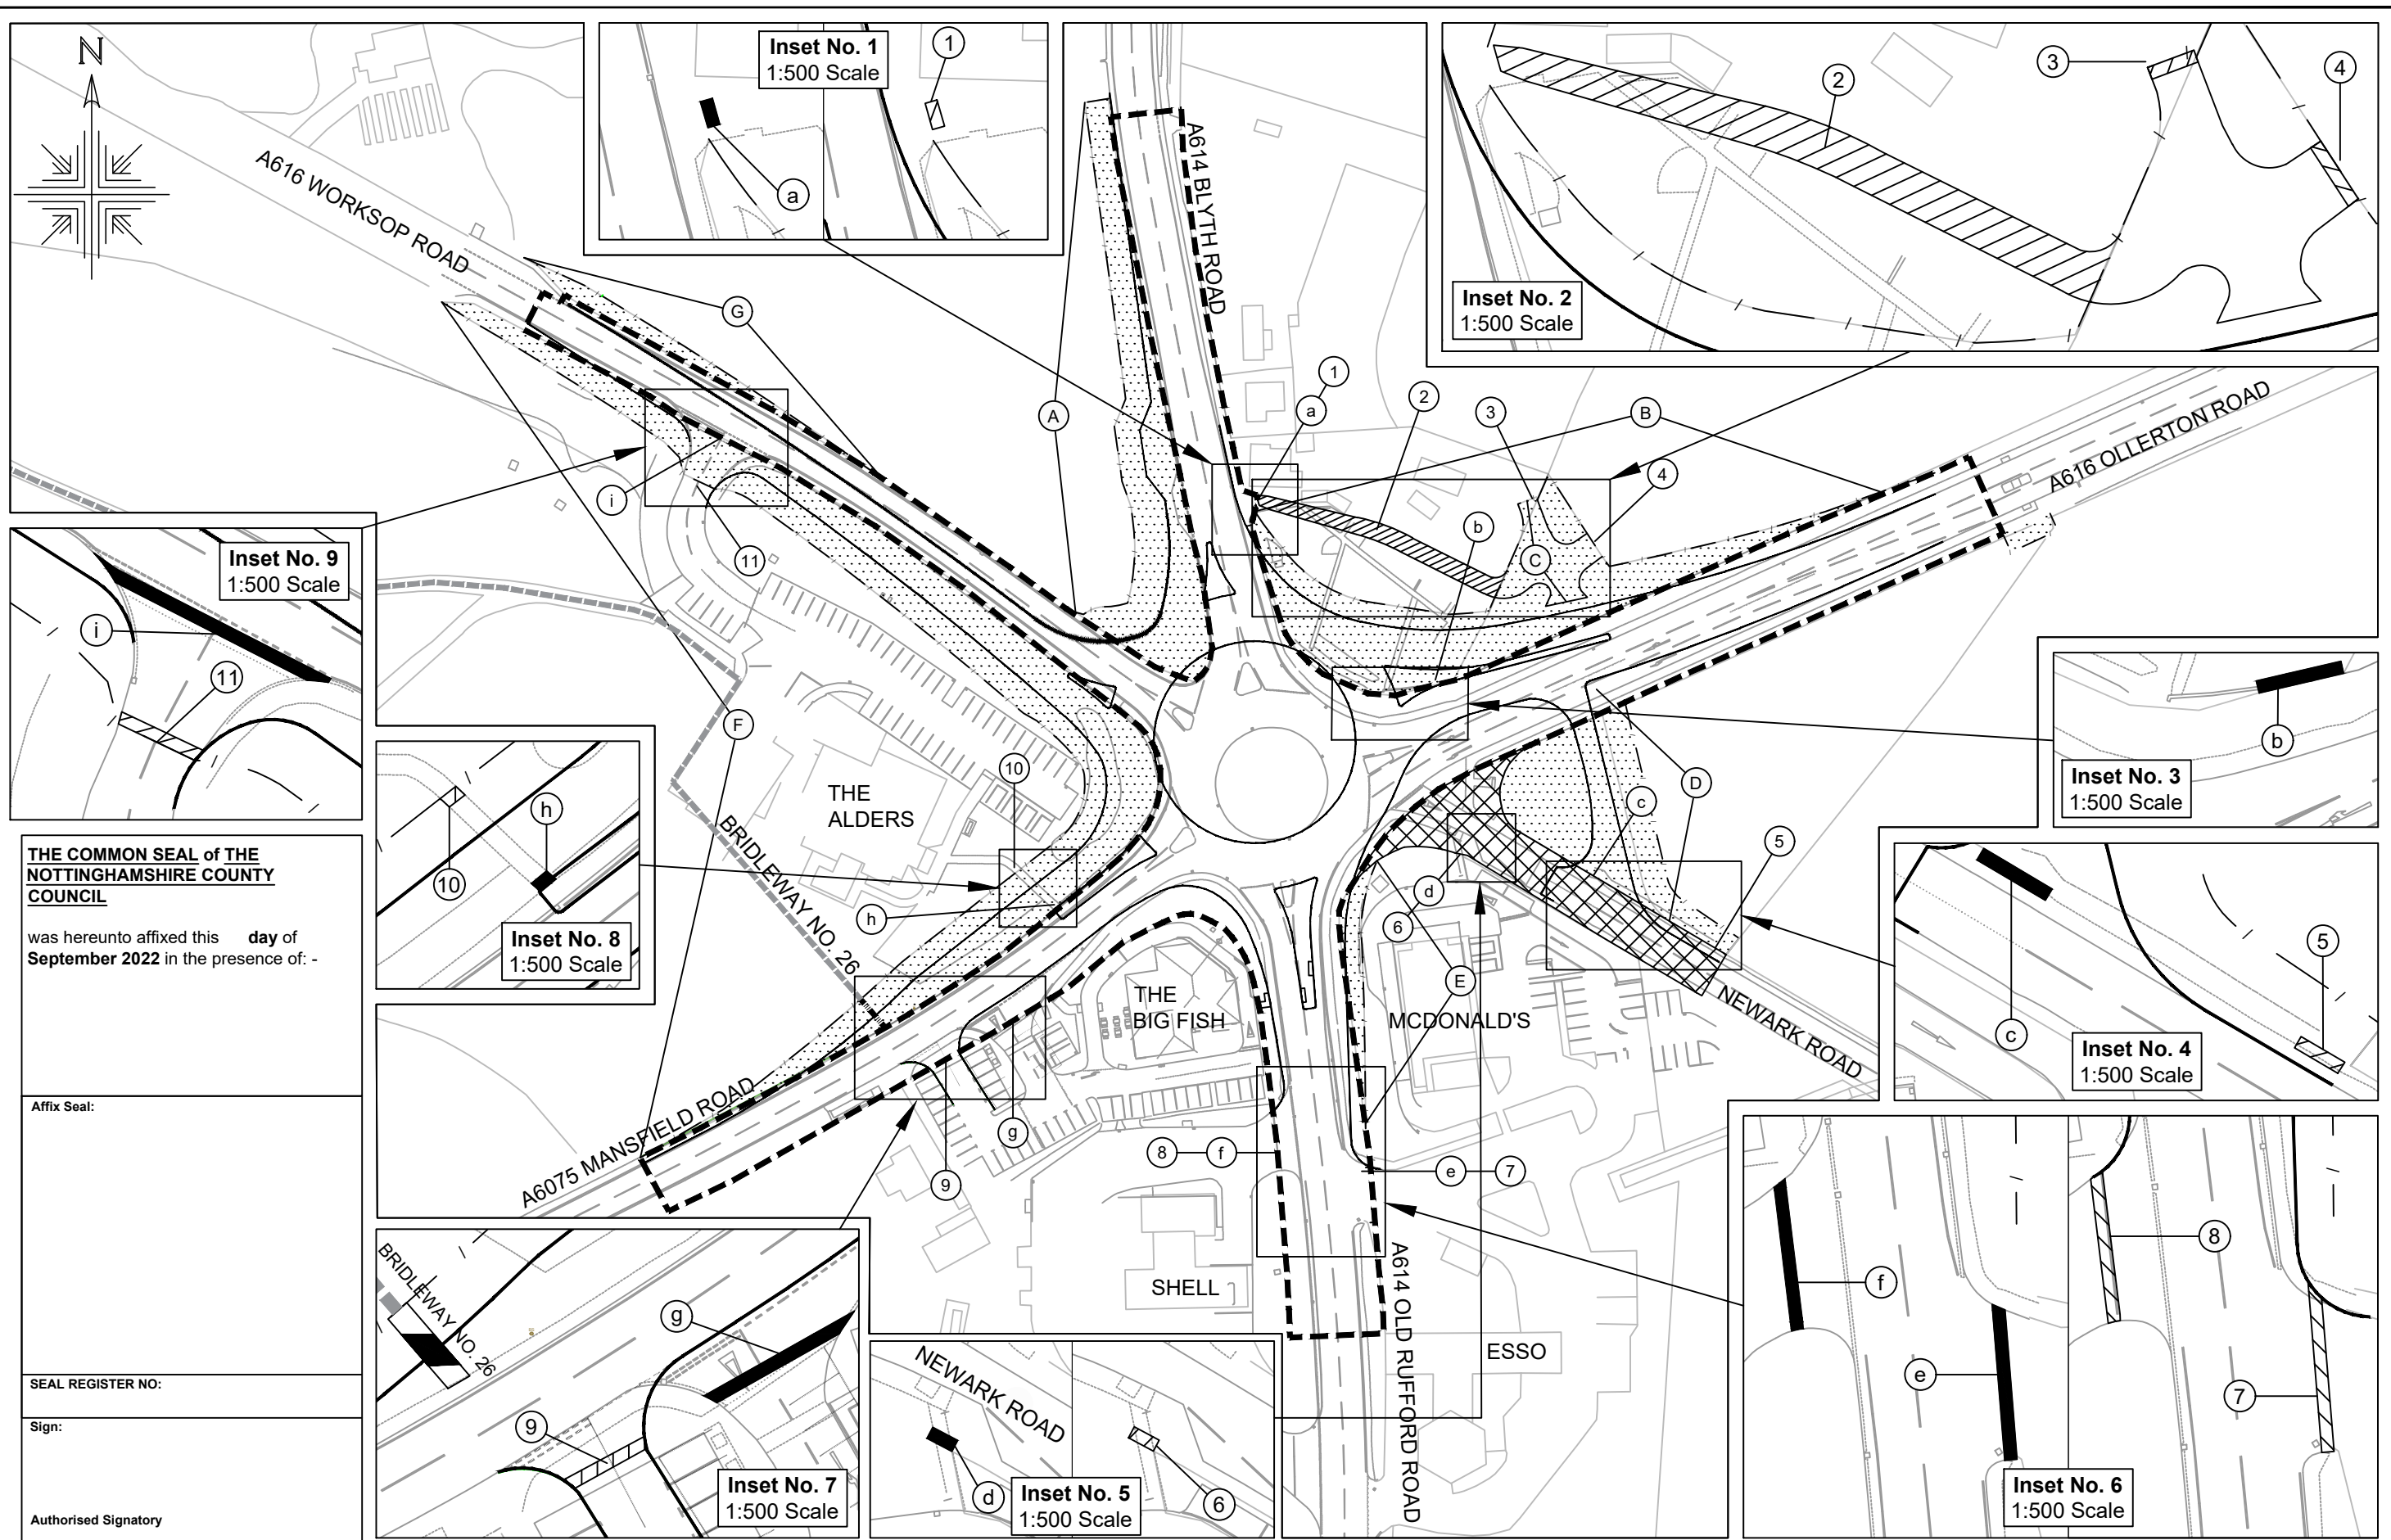 N
Inset No. 1
1:500 Scale
1
a
2
3
4
Inset No. 2
1:500 Scale
A616 WORKSOP ROAD
A614 BLYTH ROAD
A616 OLLERTON ROAD
G
A
1
a
2
3
B
4
b
C
i
11
Inset No. 9
1:500 Scale
i
11
F
10
THE
ALDERS
h
BRIDLEWAY NO. 26
D
c
5
d
6
E
THE
BIG FISH
MCDONALD'S
NEWARK ROAD
b
Inset No. 3
1:500 Scale
10
h
Inset No. 8
1:500 Scale
c
5
Inset No. 4
1:500 Scale
THE COMMON SEAL of THE
NOTTINGHAMSHIRE COUNTY
COUNCIL
was hereunto affixed this day of
September 2022 in the presence of: -
Affix Seal:
SEAL REGISTER NO:
Sign:
Authorised Signatory
A6075 MANSFIELD ROAD
g
9
8
f
e
7
SHELL
ESSO
A614 OLD RUFFORD ROAD
BRIDLEWAY NO. 26
g
9
Inset No. 7
1:500 Scale
NEWARK ROAD
d
6
Inset No. 5
1:500 Scale
f
e
8
7
Inset No. 6
1:500 Scale